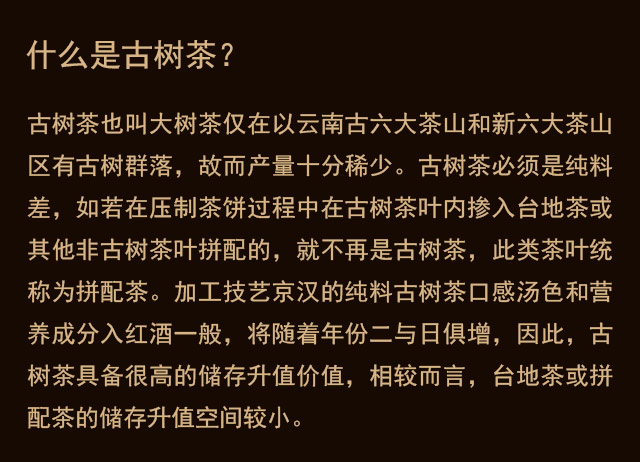 什么是古树茶？
古树茶也叫大树茶仅在以云南古六大茶山和新六大茶山
区有古树群落，故而产量十分稀少。古树茶必须是纯料
差，如若在压制茶饼过程中在古树茶叶内掺入台地茶或
其他非古树茶叶拼配的，就不再是古树茶，此类茶叶统
称为拼配茶。加工技艺京汉的纯料古树茶口感汤色和营
养成分入红酒一般，将随着年份二与日俱增，因此，古
树茶具备很高的储存升值价值，相较而言，台地茶或拼
配茶的储存升值空间较小。